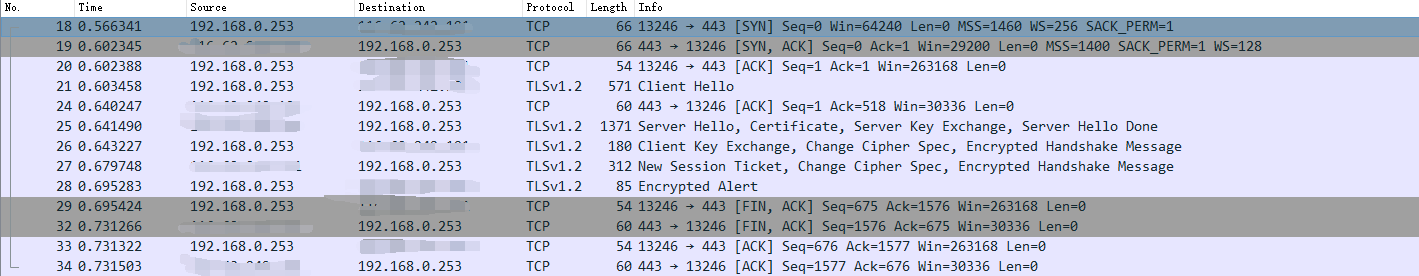 No. Time Source Destination Protocol Length Info
18 0.566341 192.168.0.253 TCP 66 13246 → 443 [SYN] Seq=0 Win=64240 Len=0 MSS=1460 WS=256 SACK_PERM=1
19 0.602345 192.168.0.253 TCP 66 443 → 13246 [SYN, ACK] Seq=0 Ack=1 Win=29200 Len=0 MSS=1400 SACK_PERM=1 WS=128
20 0.602388 192.168.0.253 TCP 54 13246 → 443 [ACK] Seq=1 Ack=1 Win=263168 Len=0
21 0.603458 192.168.0.253 TLSv1.2 571 Client Hello
24 0.640247 192.168.0.253 TCP 60 443 → 13246 [ACK] Seq=1 Ack=518 Win=30336 Len=0
25 0.641490 192.168.0.253 TLSv1.2 1371 Server Hello, Certificate, Server Key Exchange, Server Hello Done
26 0.643227 192.168.0.253 TLSv1.2 180 Client Key Exchange, Change Cipher Spec, Encrypted Handshake Message
27 0.679748 192.168.0.253 TLSv1.2 312 New Session Ticket, Change Cipher Spec, Encrypted Handshake Message
28 0.695283 192.168.0.253 TLSv1.2 85 Encrypted Alert
29 0.695424 192.168.0.253 TCP 54 13246 → 443 [FIN, ACK] Seq=675 Ack=1576 Win=263168 Len=0
32 0.731266 192.168.0.253 TCP 60 443 → 13246 [FIN, ACK] Seq=1576 Ack=675 Win=30336 Len=0
33 0.731322 192.168.0.253 TCP 54 13246 → 443 [ACK] Seq=676 Ack=1577 Win=263168 Len=0
34 0.731503 192.168.0.253 TCP 60 443 → 13246 [ACK] Seq=1577 Ack=676 Win=30336 Len=0